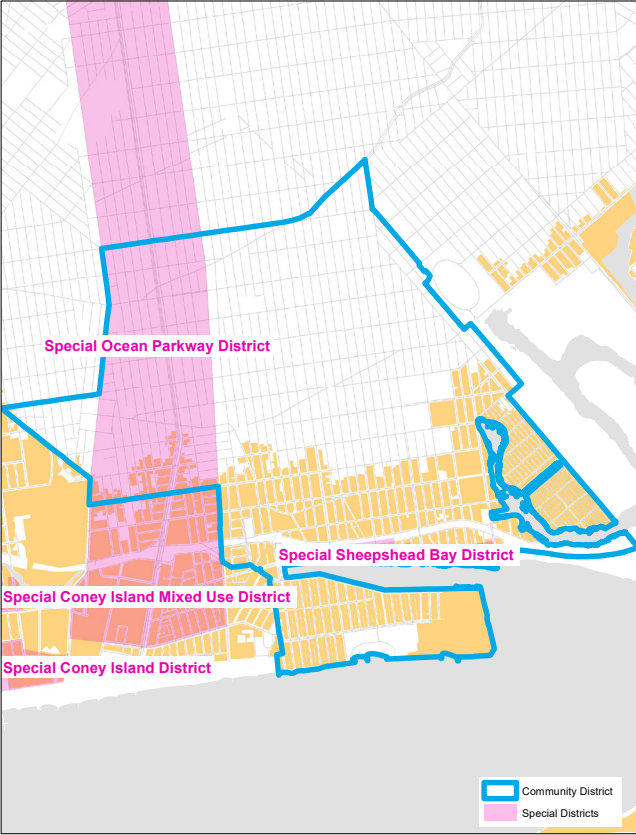 Special Ocean Parkway District
Special Sheepshead Bay District
Special Coney Island Mixed Use District
Special Coney Island District
Community District
Special Districts